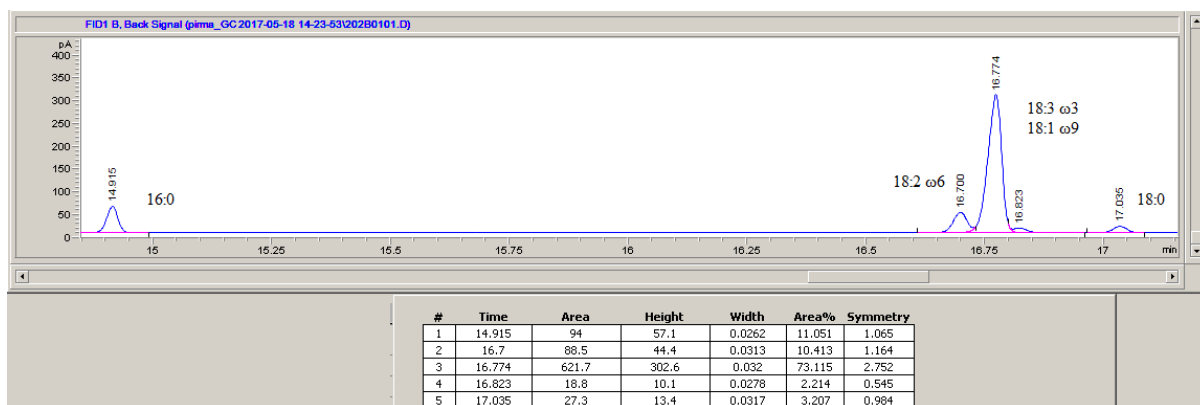 FID1 B, Back Signal (pirma_GC 2017-05-18 14-23-53\202B0101.D)
pA
400
350
300
250
200
150
100
50
0
14.915
16:0
18:2 ω6
16.700
16.774
18:3 ω3
18:1 ω9
16.823
17.035
18:0
15 15.25 15.5 15.75 16 16.25 16.5 16.75 17 min
# Time Area Height Width Area% Symmetry
1 14.915 94 57.1 0.0262 11.051 1.065
2 16.7 88.5 44.4 0.0313 10.413 1.164
3 16.774 621.7 302.6 0.032 73.115 2.752
4 16.823 18.8 10.1 0.0278 2.214 0.545
5 17.035 27.3 13.4 0.0317 3.207 0.984